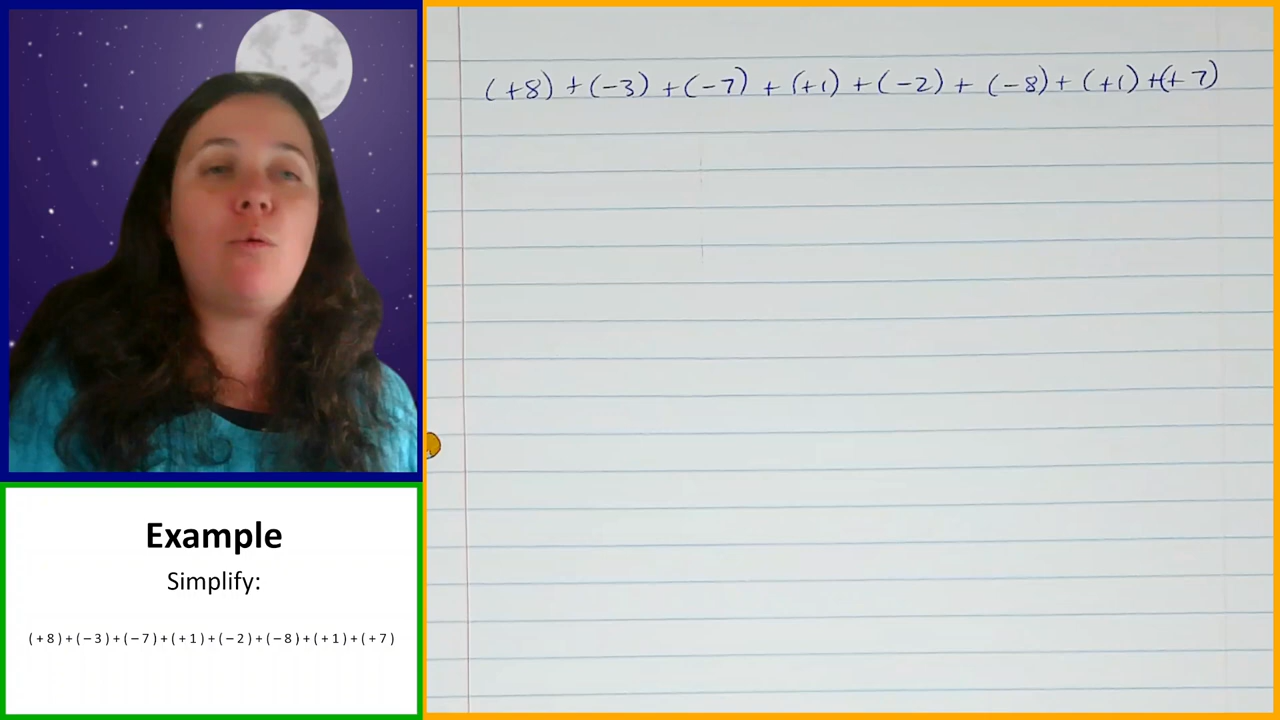 (+8) + (-3) + (-7) + (+1) + (-2) + (-8) + (+1) + (+7)
Example
Simplify:
(+8)+(−3)+(−7)+(+1)+(−2)+(−8)+(+1)+(+7)